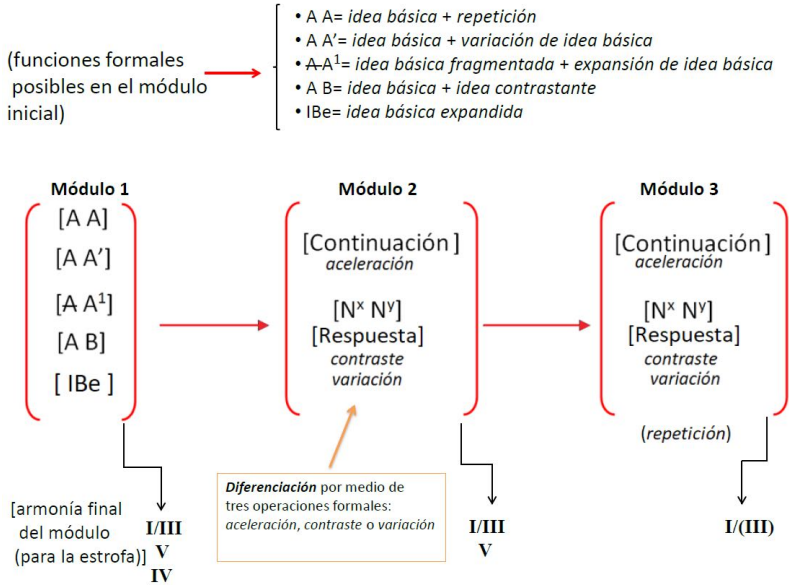 (funciones formales
posibles en el módulo
inicial)
• A A= idea básica + repetición
• A A’= idea básica + variación de idea básica
• A̶ A¹= idea básica fragmentada + expansión de idea básica
• A B= idea básica + idea contrastante
• IBe= idea básica expandida
Módulo 1
[A A]
[A A’]
[A̶ A¹]
[A B]
[ IBe ]
Módulo 2
[Continuación ]
aceleración
[Nˣ Nʸ]
[Respuesta]
contraste
variación
Módulo 3
[Continuación ]
aceleración
[Nˣ Nʸ]
[Respuesta]
contraste
variación
(repetición)
Diferenciación por medio de
tres operaciones formales:
aceleración, contraste o variación
[armonía final
del módulo
(para la estrofa)]
I/III
V
IV
I/III
V
I/(III)